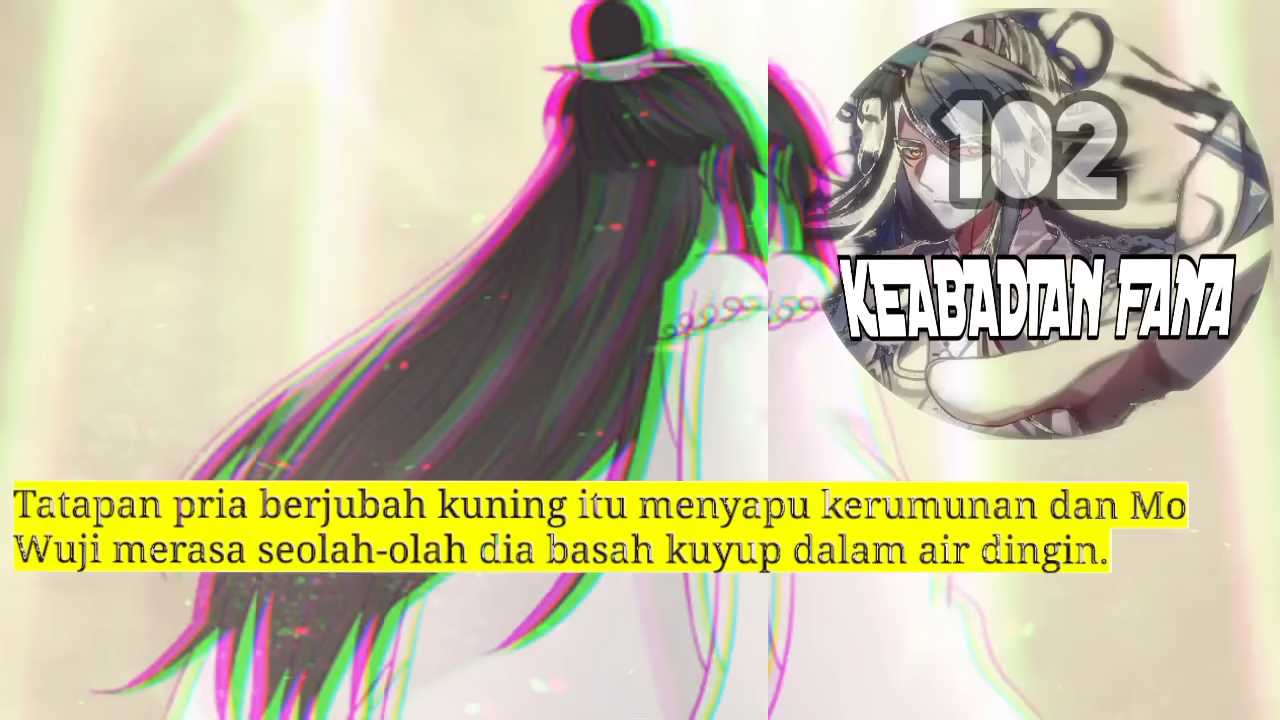 102
KEABADIAN FANA
Tatapan pria berjubah kuning itu menyapu kerumunan dan Mo
Wuji merasa seolah-olah dia basah kuyup dalam air dingin.